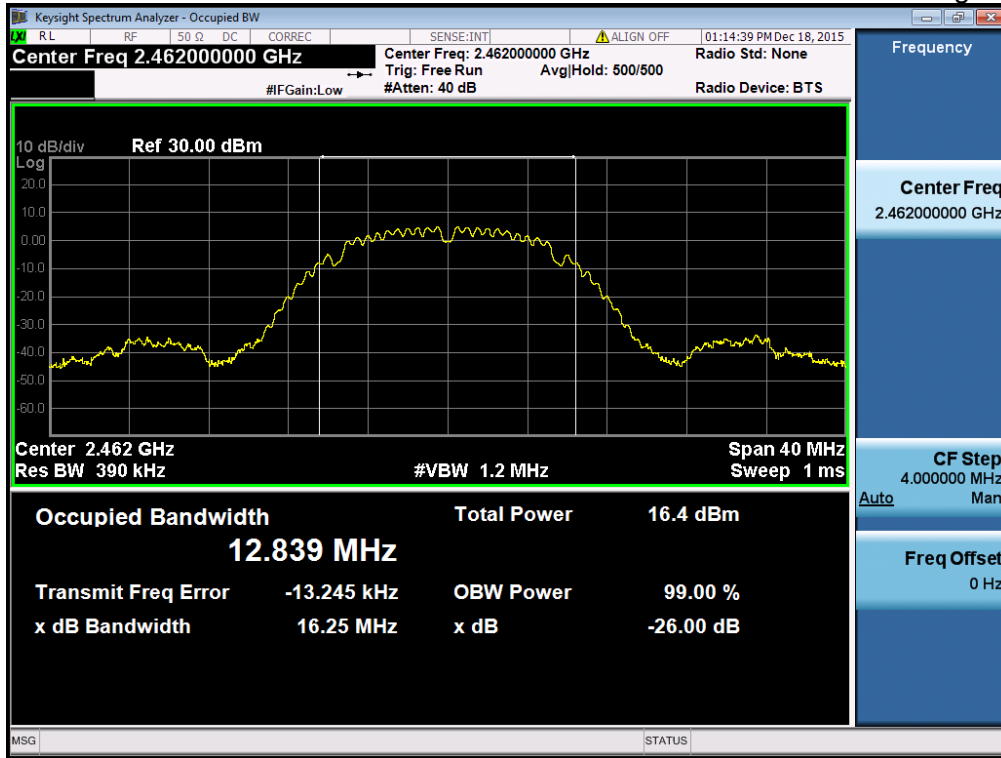 Keysight Spectrum Analyzer - Occupied BW
LXI RL RF 50 Ω DC CORREC SENSE:INT ALIGN OFF 01:14:39 PM Dec 18, 2015
Center Freq 2.462000000 GHz
Center Freq: 2.462000000 GHz Radio Std: None
Trig: Free Run Avg|Hold: 500/500
#IFGain:Low #Atten: 40 dB Radio Device: BTS
10 dB/div Ref 30.00 dBm
Log
20.0
10.0
0.00
-10.0
-20.0
-30.0
-40.0
-50.0
-60.0
Center 2.462 GHz Span 40 MHz
Res BW 390 kHz #VBW 1.2 MHz Sweep 1 ms
Occupied Bandwidth Total Power 16.4 dBm
12.839 MHz
Transmit Freq Error -13.245 kHz OBW Power 99.00 %
x dB Bandwidth 16.25 MHz x dB -26.00 dB
MSG STATUS
Frequency
Center Freq
2.462000000 GHz
CF Step
4.000000 MHz
Auto Man
Freq Offset
0 Hz